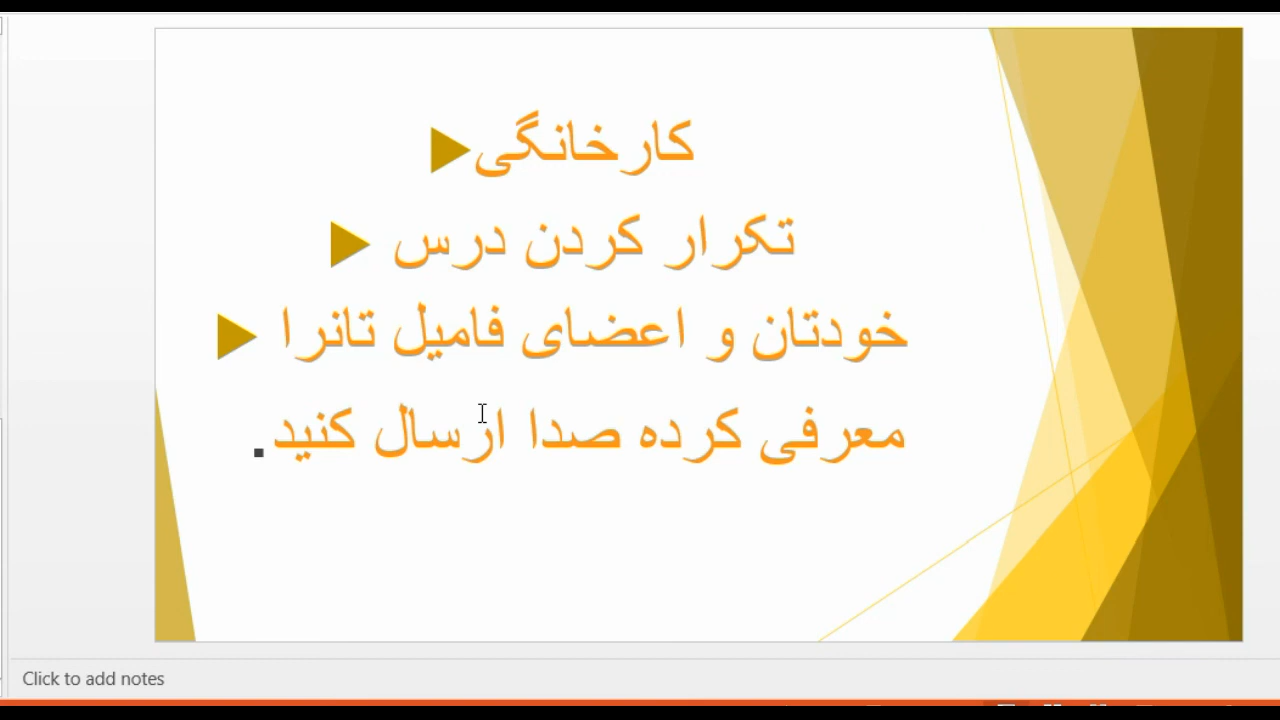 کارخانگی
تکرار کردن درس
خودتان و اعضای فامیل تانرا
معرفی کرده صدا ارسال کنید.
Click to add notes